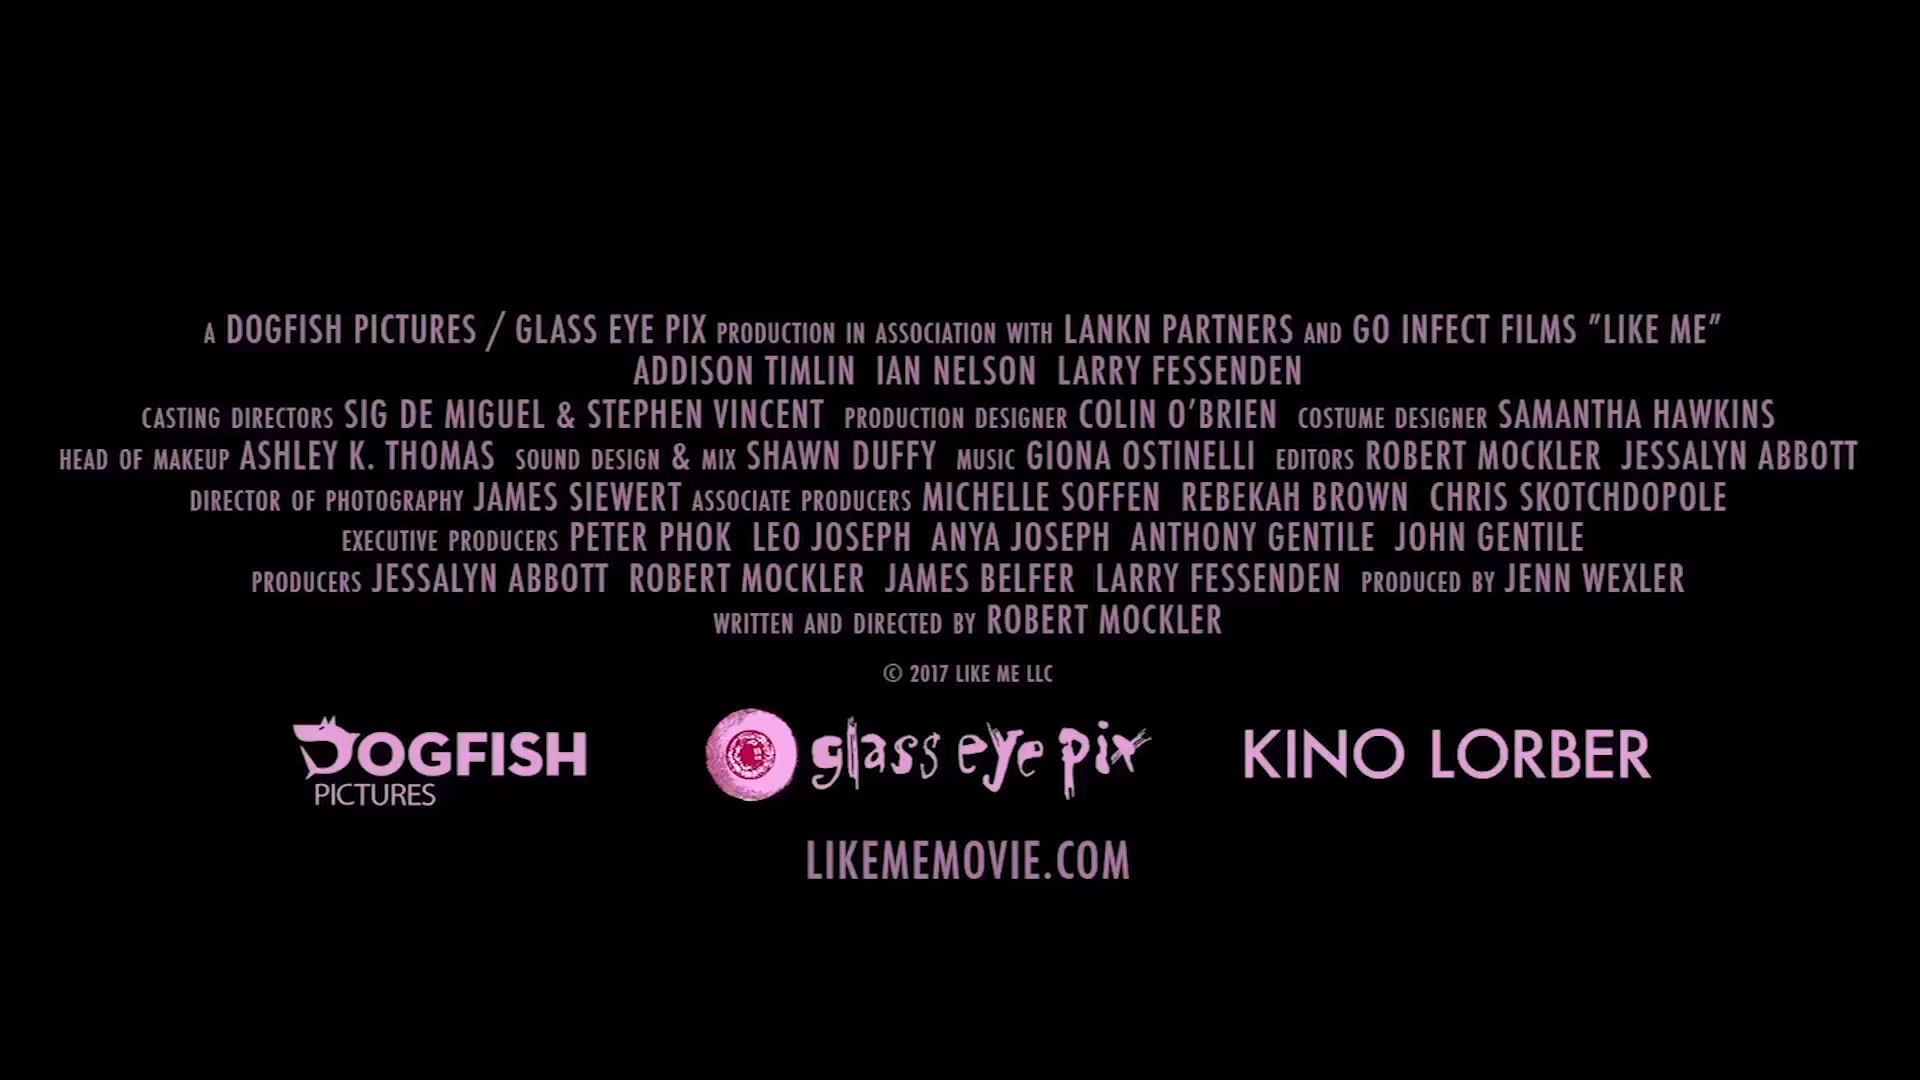 A DOGFISH PICTURES / GLASS EYE PIX PRODUCTION IN ASSOCIATION WITH LANKN PARTNERS AND GO INFECT FILMS "LIKE ME"
ADDISON TIMLIN IAN NELSON LARRY FESSENDEN
CASTING DIRECTORS SIG DE MIGUEL & STEPHEN VINCENT PRODUCTION DESIGNER COLIN O'BRIEN COSTUME DESIGNER SAMANTHA HAWKINS
HEAD OF MAKEUP ASHLEY K. THOMAS SOUND DESIGN & MIX SHAWN DUFFY MUSIC GIONA OSTINELLI EDITORS ROBERT MOCKLER JESSALYN ABBOTT
DIRECTOR OF PHOTOGRAPHY JAMES SIEWERT ASSOCIATE PRODUCERS MICHELLE SOFFEN REBEKAH BROWN CHRIS SKOTCHDOPOLE
EXECUTIVE PRODUCERS PETER PHOK LEO JOSEPH ANYA JOSEPH ANTHONY GENTILE JOHN GENTILE
PRODUCERS JESSALYN ABBOTT ROBERT MOCKLER JAMES BELFER LARRY FESSENDEN PRODUCED BY JENN WEXLER
WRITTEN AND DIRECTED BY ROBERT MOCKLER
© 2017 LIKE ME LLC
DOGFISH PICTURES
glass eye pix
KINO LORBER
LIKEMEMOVIE.COM